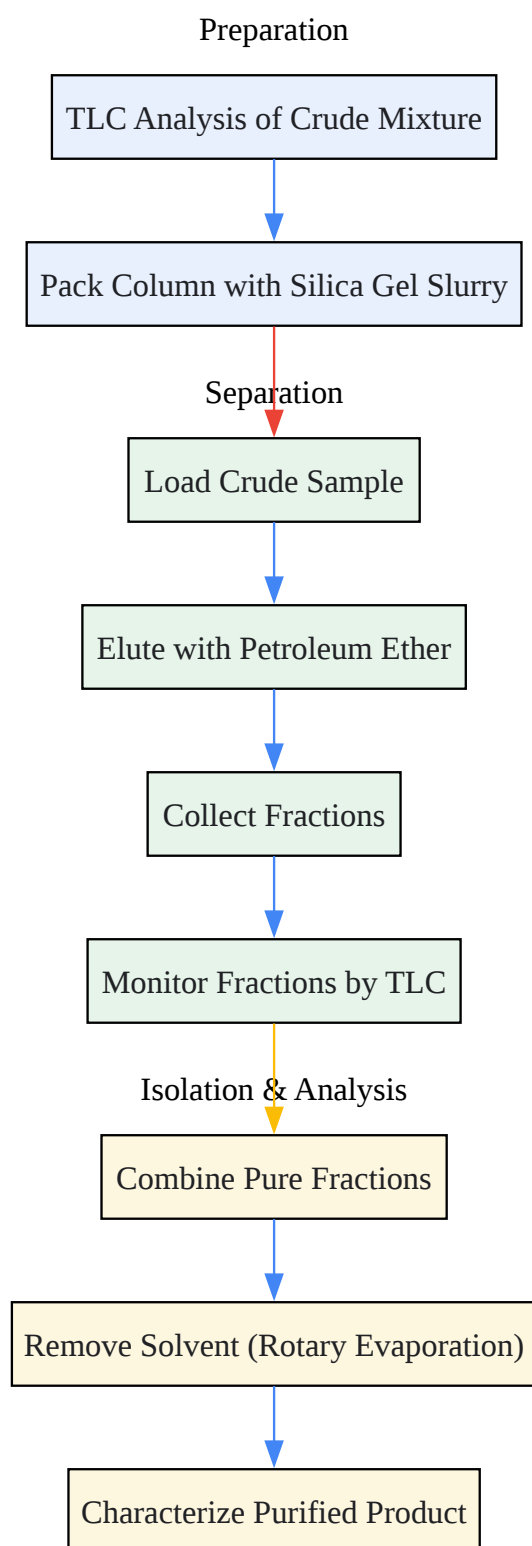 Preparation
TLC Analysis of Crude Mixture
Pack Column with Silica Gel Slurry
Separation
Load Crude Sample
Elute with Petroleum Ether
Collect Fractions
Monitor Fractions by TLC
Isolation & Analysis
Combine Pure Fractions
Remove Solvent (Rotary Evaporation)
Characterize Purified Product